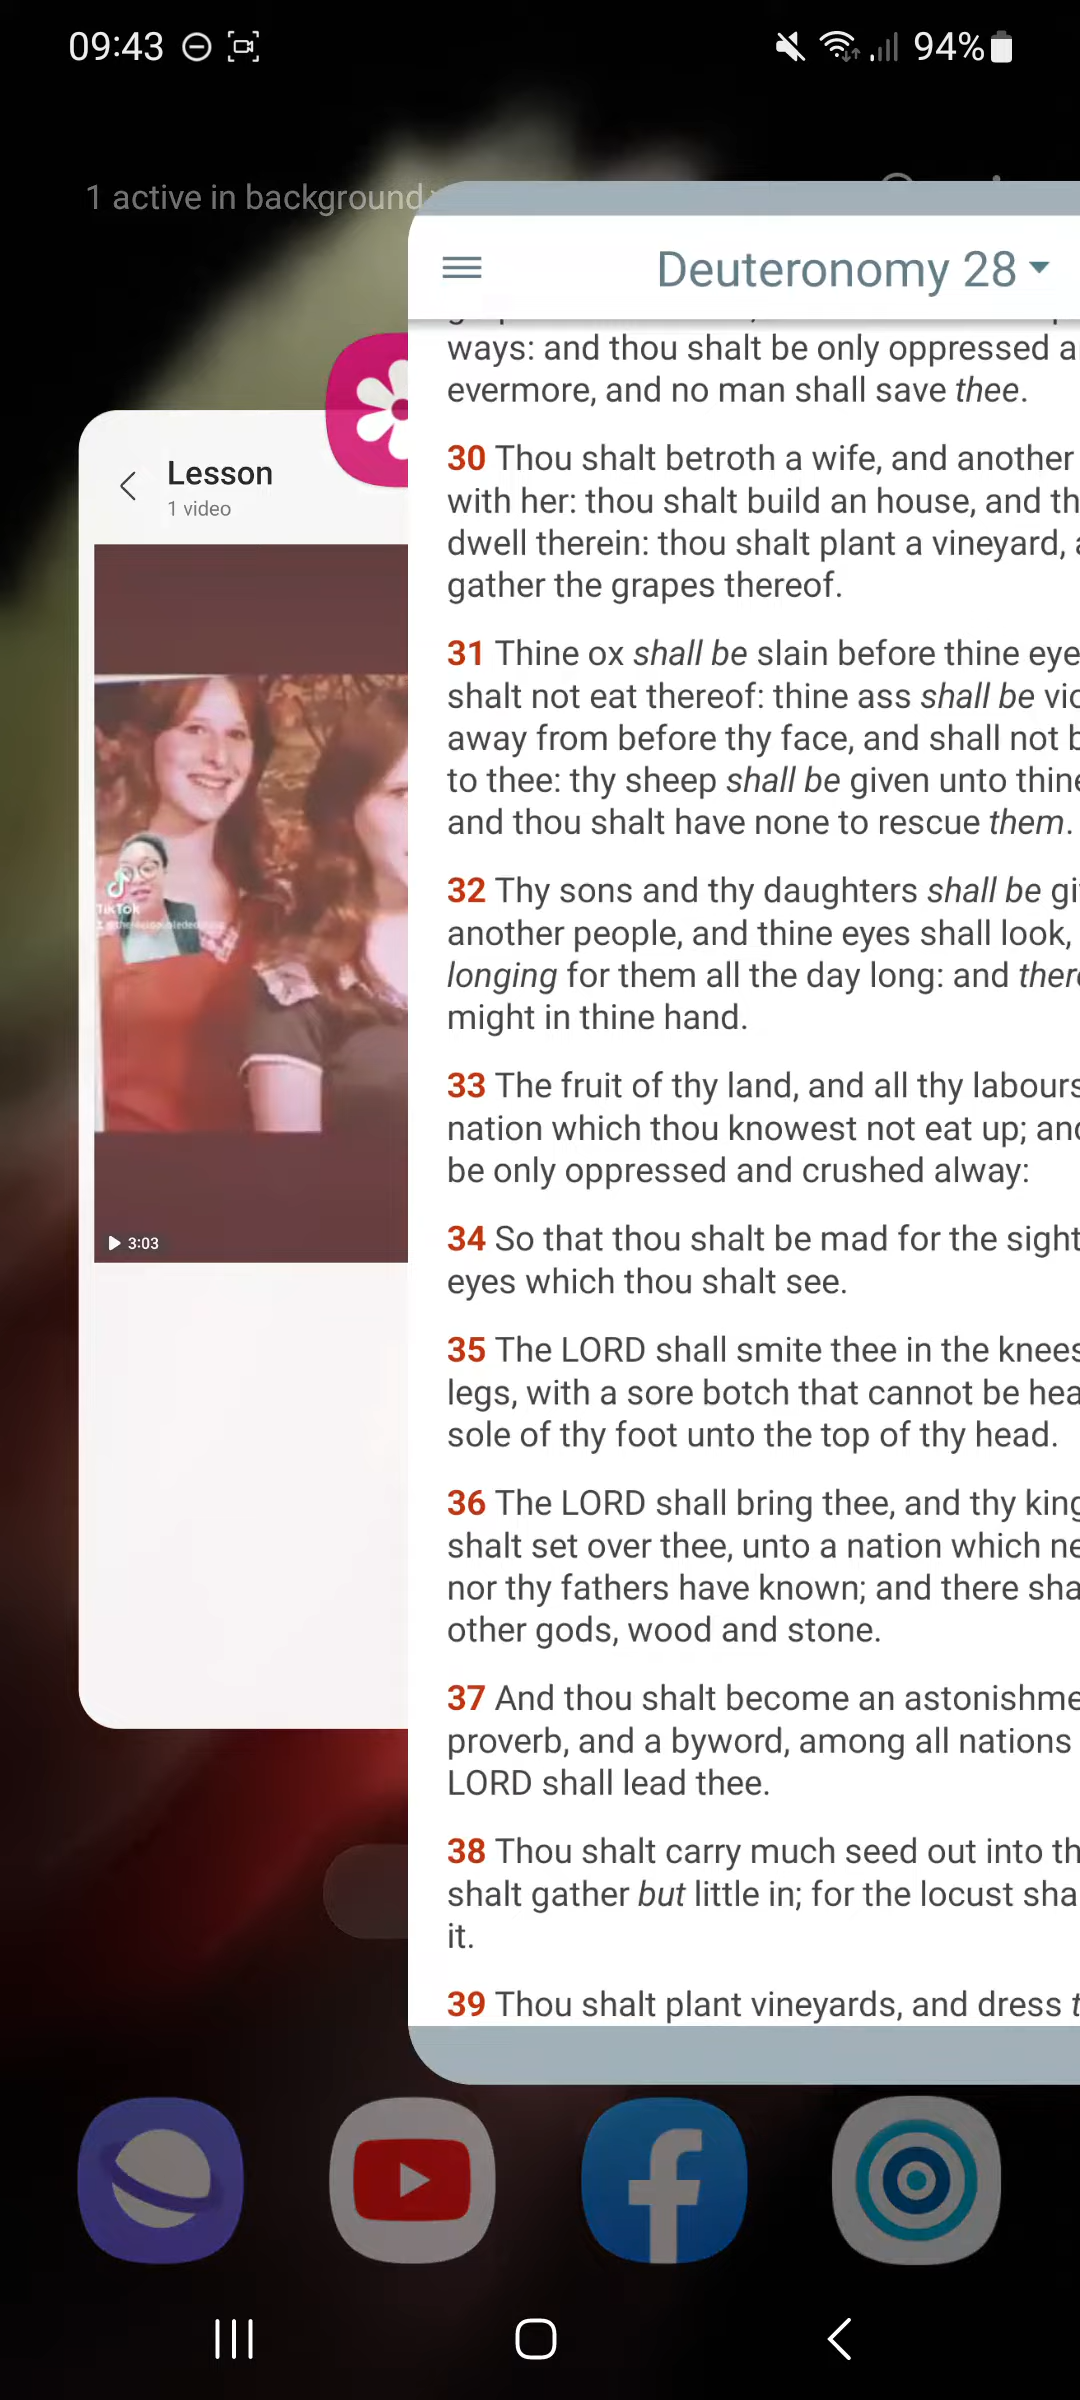 09:43
94%
1 active in background
Lesson
1 video
TikTok
3:03
Deuteronomy 28
ways: and thou shalt be only oppressed a
evermore, and no man shall save thee.
30 Thou shalt betroth a wife, and another
with her: thou shalt build an house, and th
dwell therein: thou shalt plant a vineyard,
gather the grapes thereof.
31 Thine ox shall be slain before thine eye
shalt not eat thereof: thine ass shall be vio
away from before thy face, and shall not b
to thee: thy sheep shall be given unto thine
and thou shalt have none to rescue them.
32 Thy sons and thy daughters shall be gi
another people, and thine eyes shall look,
longing for them all the day long: and there
might in thine hand.
33 The fruit of thy land, and all thy labours
nation which thou knowest not eat up; and
be only oppressed and crushed alway:
34 So that thou shalt be mad for the sight
eyes which thou shalt see.
35 The LORD shall smite thee in the knees
legs, with a sore botch that cannot be hea
sole of thy foot unto the top of thy head.
36 The LORD shall bring thee, and thy king
shalt set over thee, unto a nation which ne
nor thy fathers have known; and there sha
other gods, wood and stone.
37 And thou shalt become an astonishme
proverb, and a byword, among all nations
LORD shall lead thee.
38 Thou shalt carry much seed out into th
shalt gather but little in; for the locust sha
it.
39 Thou shalt plant vineyards, and dress t